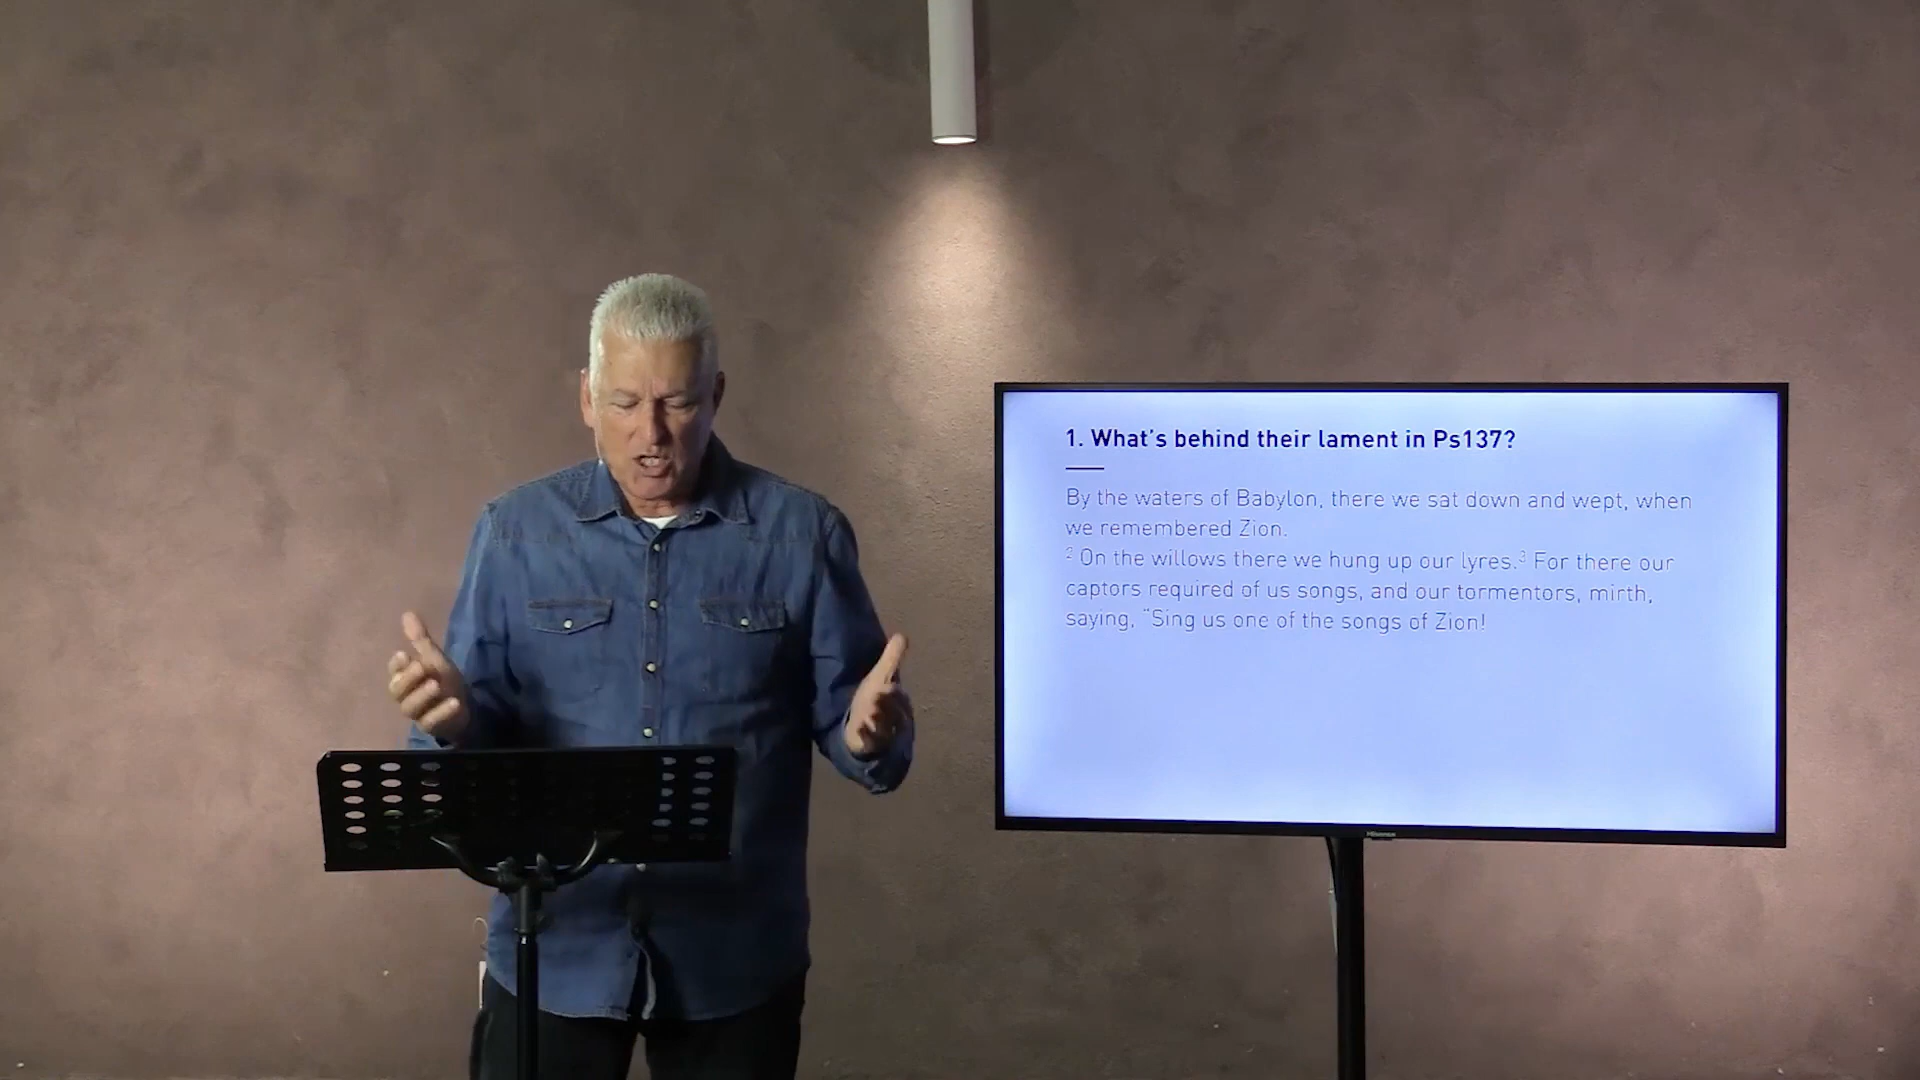 1. What's behind their lament in Ps137?
By the waters of Babylon, there we sat down and wept, when
we remembered Zion.
² On the willows there we hung up our lyres.³ For there our
captors required of us songs, and our tormentors, mirth,
saying, “Sing us one of the songs of Zion!
Hisense